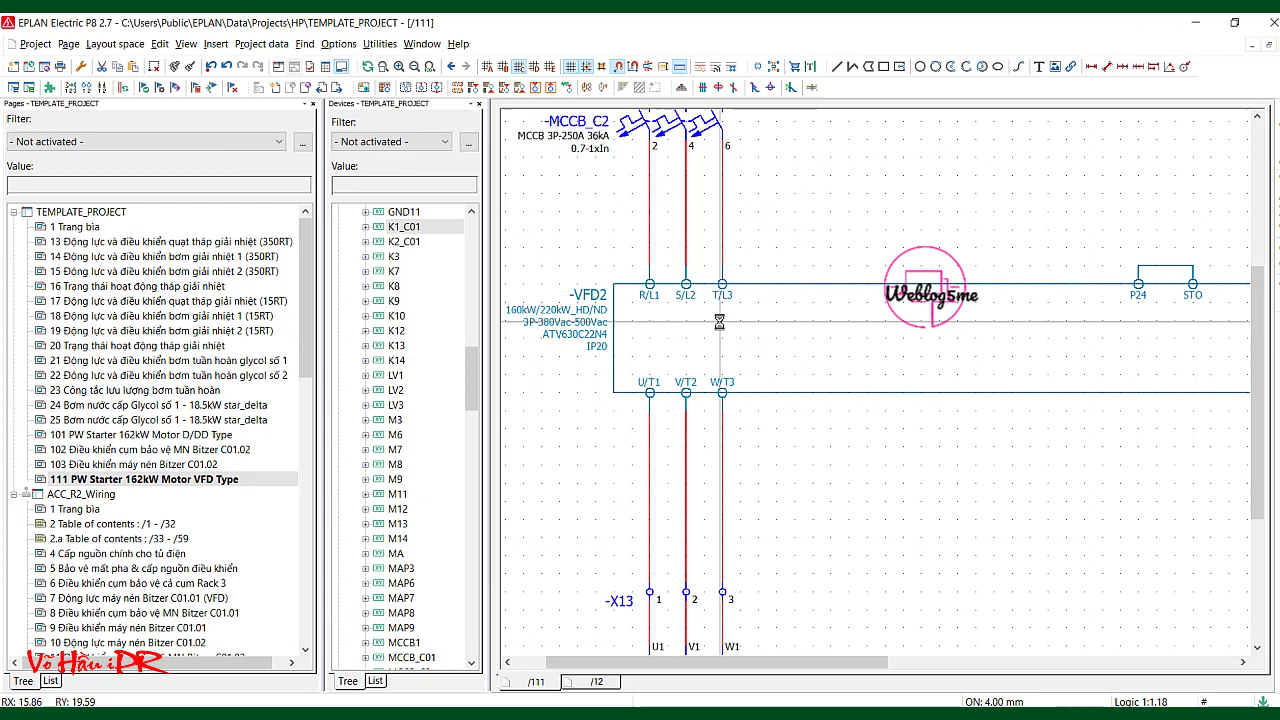 EPLAN Electric P8 2.7 - C:\Users\Public\EPLAN\Data\Projects\HP\TEMPLATE_PROJECT - [/111]
Project Page Layout space Edit View Insert Project data Find Options Utilities Window Help
Pages - TEMPLATE_PROJECT
Filter:
- Not activated -
...
Value:
TEMPLATE_PROJECT
1 Trang bìa
13 Động lực và điều khiển quạt tháp giải nhiệt (350RT)
14 Động lực và điều khiển bơm giải nhiệt 1 (350RT)
15 Động lực và điều khiển bơm giải nhiệt 2 (350RT)
16 Trạng thái hoạt động tháp giải nhiệt
17 Động lực và điều khiển quạt tháp giải nhiệt (15RT)
18 Động lực và điều khiển bơm giải nhiệt 1 (15RT)
19 Động lực và điều khiển bơm giải nhiệt 2 (15RT)
20 Trạng thái hoạt động tháp giải nhiệt
21 Động lực và điều khiển bơm tuần hoàn glycol số 1
22 Động lực và điều khiển bơm tuần hoàn glycol số 2
23 Công tắc lưu lượng bơm tuần hoàn
24 Bơm nước cấp Glycol số 1 - 18.5kW star_delta
25 Bơm nước cấp Glycol số 1 - 18.5kW star_delta
101 PW Starter 162kW Motor D/DD Type
102 Điều khiển cụm bảo vệ MN Bitzer C01.02
103 Điều khiển máy nén Bitzer C01.02
111 PW Starter 162kW Motor VFD Type
ACC_R2_Wiring
1 Trang bìa
2 Table of contents : /1 - /32
2.a Table of contents : /33 - /59
4 Cấp nguồn chính cho tủ điện
5 Bảo vệ mất pha & cấp nguồn điều khiển
6 Điều khiển cụm bảo vệ cả cụm Rack 3
7 Động lực máy nén Bitzer C01.01 (VFD)
8 Điều khiển cụm bảo vệ MN Bitzer C01.01
9 Điều khiển máy nén Bitzer C01.01
10 Động lực máy nén Bitzer C01.02
Võ Hậu iPR
Tree List
Devices - TEMPLATE_PROJECT
Filter:
- Not activated -
...
Value:
GND11
K1_C01
K2_C01
K3
K7
K8
K9
K10
K12
K13
K14
LV1
LV2
LV3
M3
M6
M7
M8
M9
M11
M12
M13
M14
MA
MAP3
MAP6
MAP7
MAP8
MAP9
MCCB1
MCCB_C01
Tree List
-MCCB_C2
MCCB 3P-250A 36kA
0.7-1xIn
2 4 6
-VFD2
160kW/220kW_HD/ND
3P-380Vac-500Vac
ATV630C22N4
IP20
R/L1 S/L2 T/L3
Weblog5me
P24 STO
U/T1 V/T2 W/T3
-X13
1 2 3
U1 V1 W1
/111 /12
RX: 15.86 RY: 19.59
ON: 4.00 mm Logic 1:1.18 #